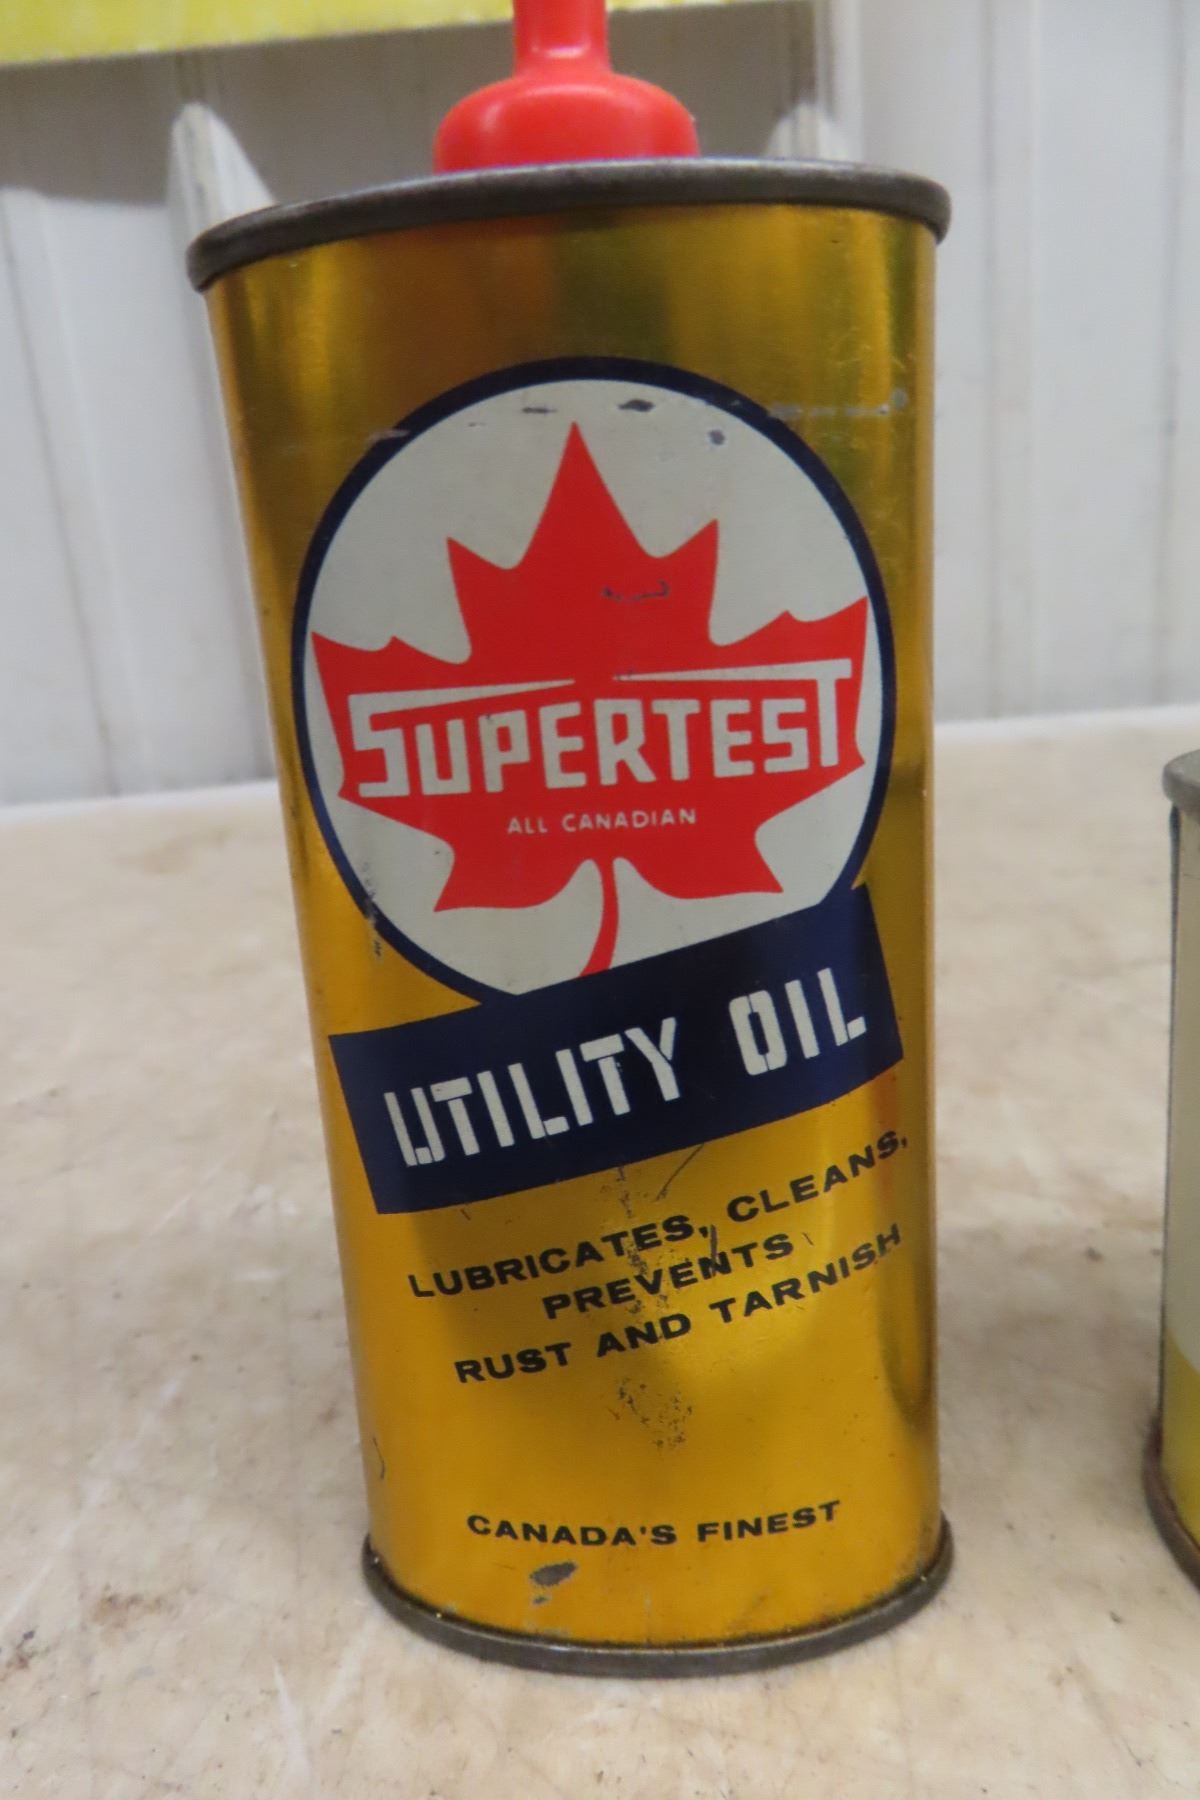 SUPERTEST
ALL CANADIAN
UTILITY OIL
LUBRICATES, CLEANS,
PREVENTS
RUST AND TARNISH
CANADA'S FINEST